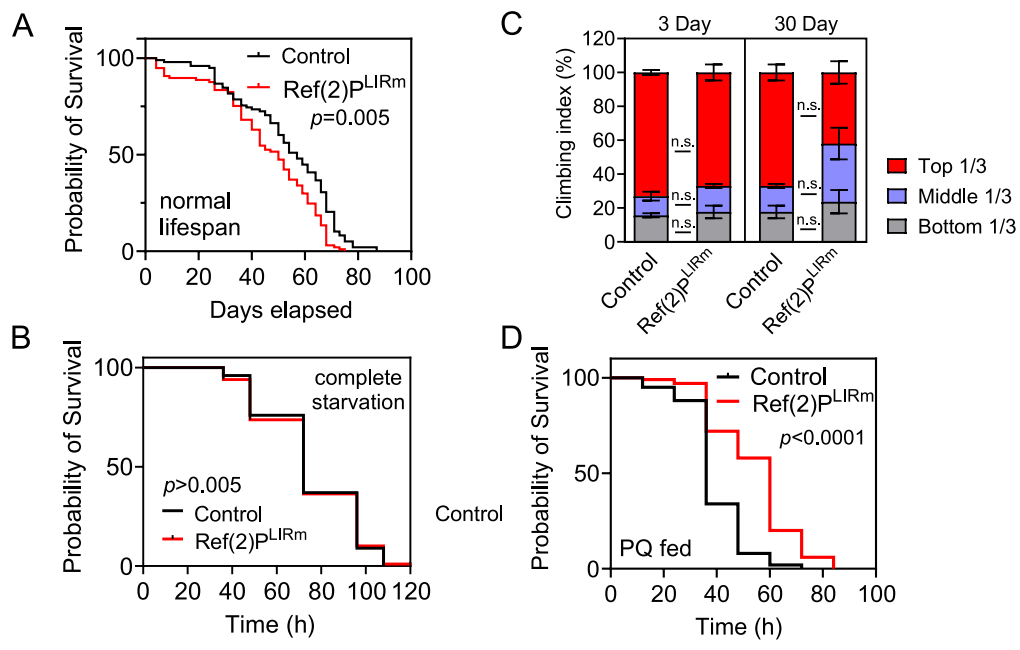 A
Probability of Survival
100
50
0
Control
Ref(2)P^LIRm
p=0.005
normal
lifespan
0 20 40 60 80 100
Days elapsed
C
3 Day 30 Day
Climbing index (%)
120
100
80
60
40
20
0
n.s. n.s.
n.s. n.s.
n.s. n.s.
Control Ref(2)P^LIRm Control Ref(2)P^LIRm
Top 1/3
Middle 1/3
Bottom 1/3
B
Probability of Survival
100
50
0
complete
starvation
p>0.005
Control
Ref(2)P^LIRm
0 20 40 60 80 100 120
Time (h)
Control
D
Probability of Survival
100
50
0
Control
Ref(2)P^LIRm
p<0.0001
PQ fed
0 20 40 60 80 100
Time (h)